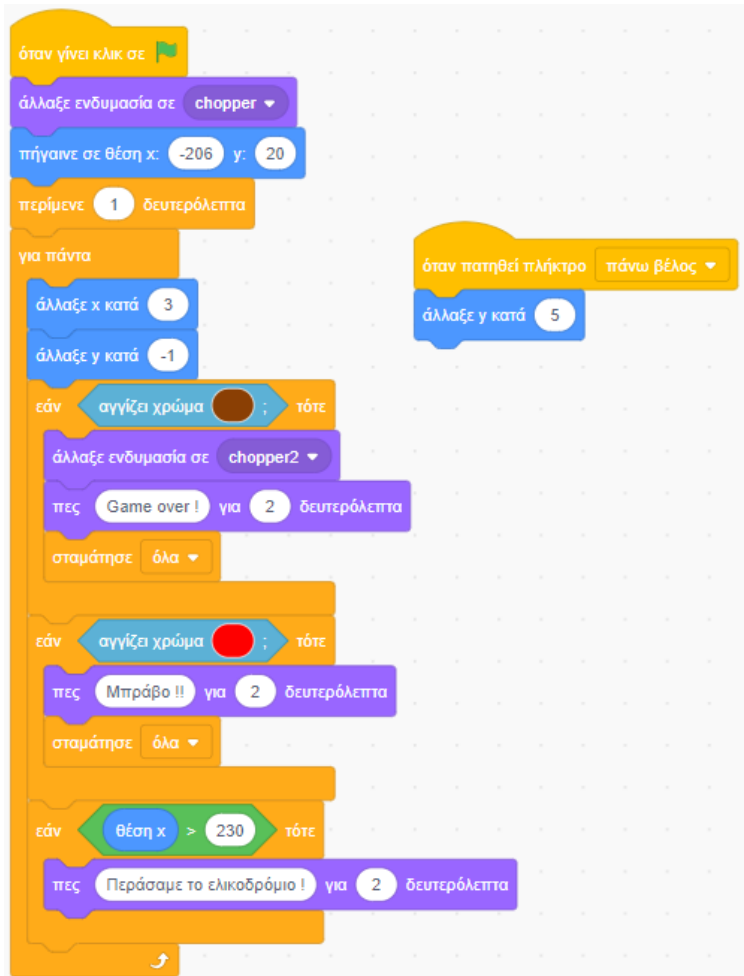 όταν γίνει κλικ σε
άλλαξε ενδυμασία σε chopper
πήγαινε σε θέση x: -206 y: 20
περίμενε 1 δευτερόλεπτα
για πάντα
άλλαξε x κατά 3
άλλαξε y κατά -1
εάν αγγίζει χρώμα ; τότε
άλλαξε ενδυμασία σε chopper2
πες Game over ! για 2 δευτερόλεπτα
σταμάτησε όλα
εάν αγγίζει χρώμα ; τότε
πες Μπράβο !! για 2 δευτερόλεπτα
σταμάτησε όλα
εάν θέση x > 230 τότε
πες Περάσαμε το ελικοδρόμιο ! για 2 δευτερόλεπτα
όταν πατηθεί πλήκτρο πάνω βέλος
άλλαξε y κατά 5